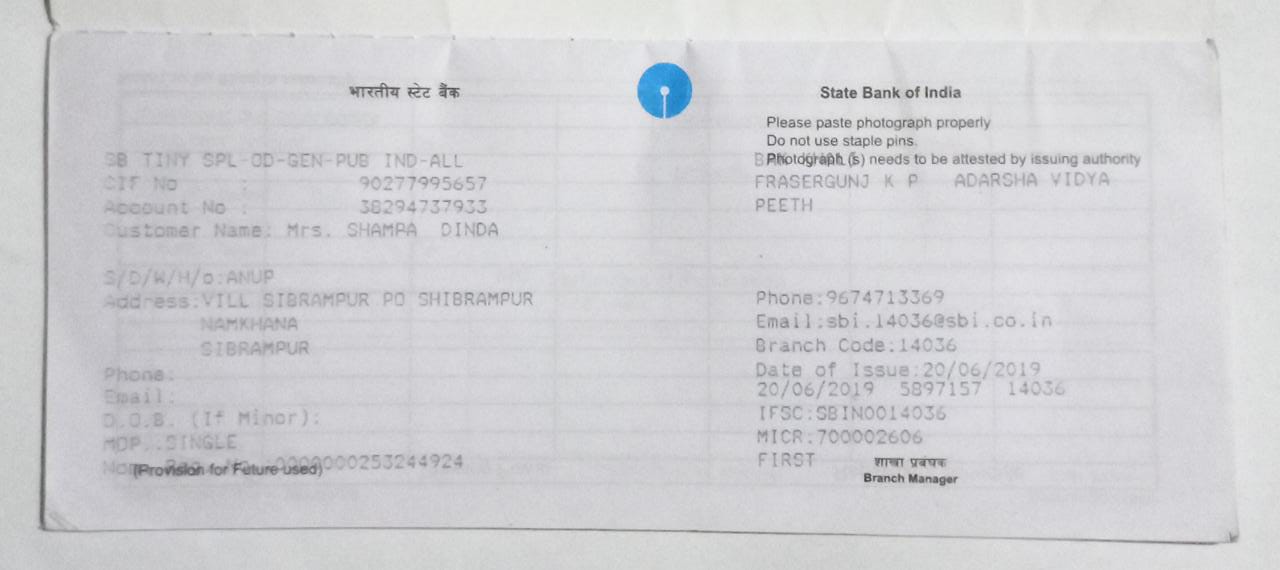 भारतीय स्टेट बैंक
State Bank of India
Please paste photograph properly
Do not use staple pins.
Photograph (s) needs to be attested by issuing authority
SB TINY SPL-OD-GEN-PUB IND-ALL
CIF No : 90277995657
Account No : 38294737933
Customer Name: Mrs. SHAMPA DINDA
S/D/W/H/o:ANUP
Address:VILL SIBRAMPUR PO SHIBRAMPUR
NAMKHANA
SIBRAMPUR
Phone:
Email:
D.O.B. (If Minor):
MOP..SINGLE
0000000253244924
(Provision for Future used)
FRASERGUNJ K P ADARSHA VIDYA
PEETH
Phone:9674713369
Email:sbi.14036@sbi.co.in
Branch Code:14036
Date of Issue:20/06/2019
20/06/2019 5897157 14036
IFSC:SBIN0014036
MICR:700002606
FIRST
शाखा प्रबंधक
Branch Manager